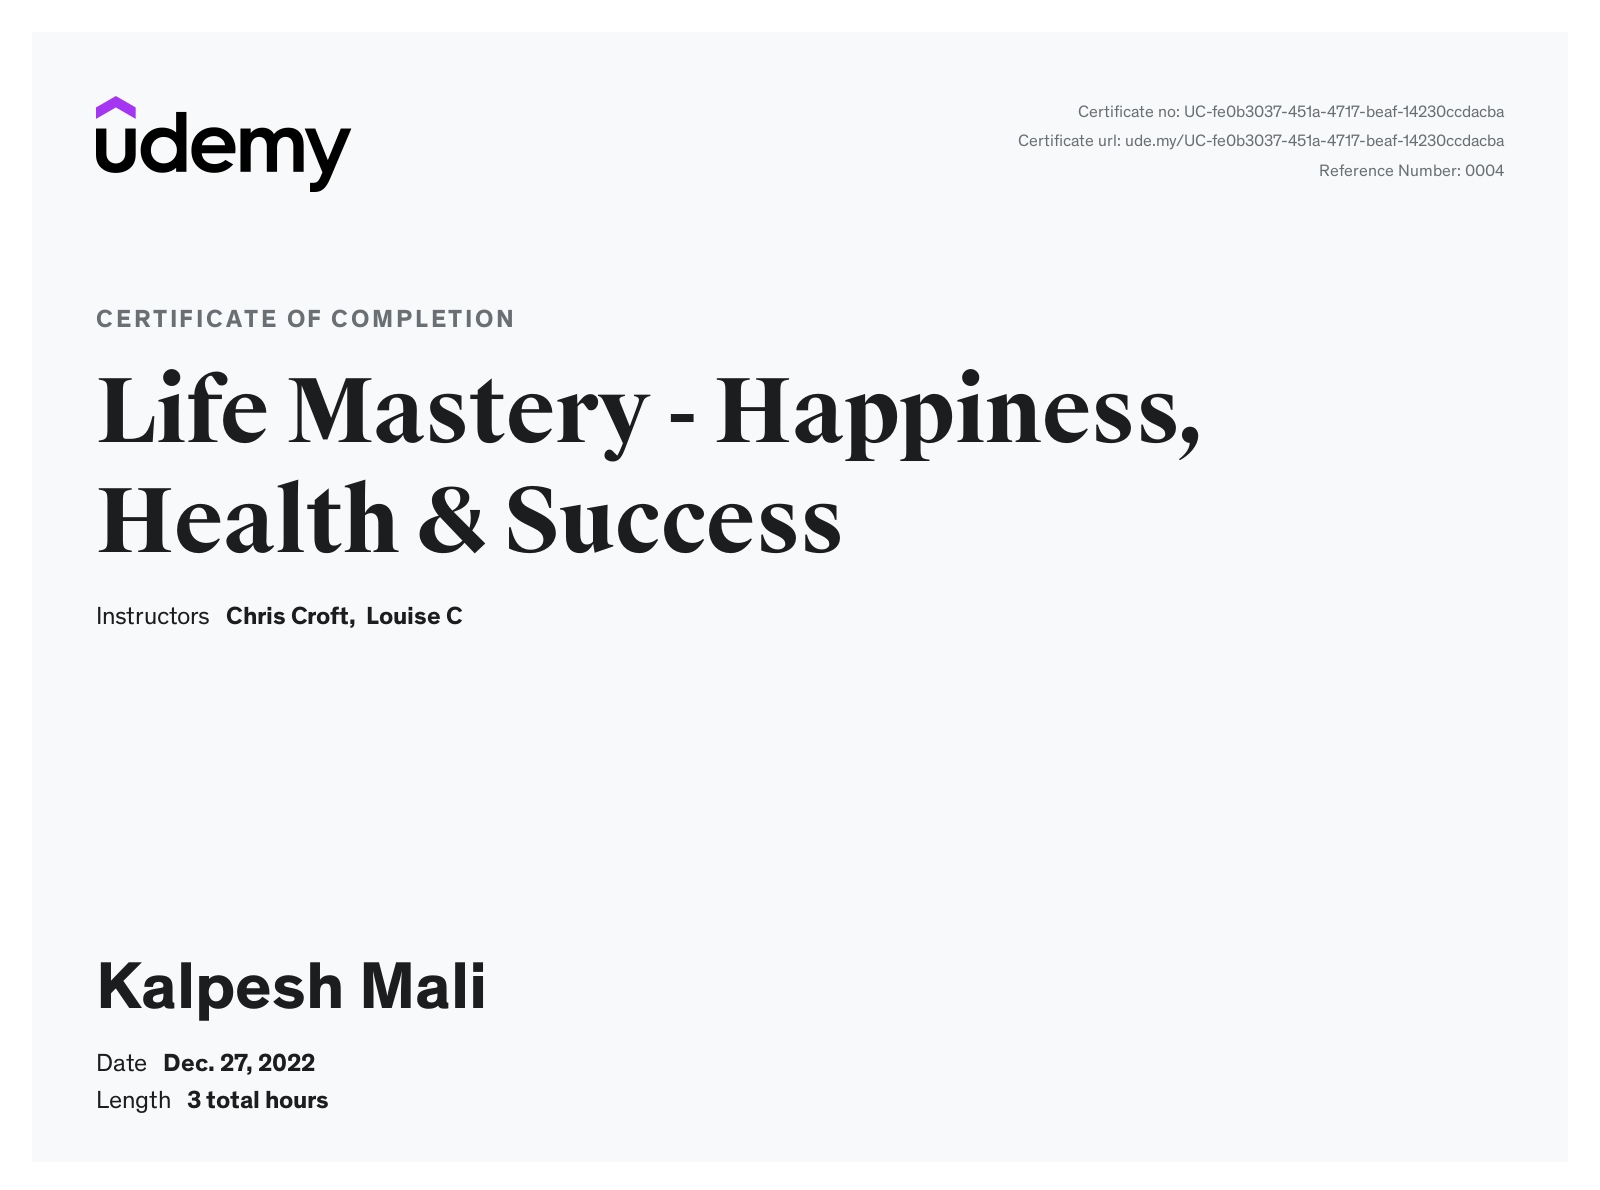 udemy
Certificate no: UC-fe0b3037-451a-4717-beaf-14230ccdacba
Certificate url: ude.my/UC-fe0b3037-451a-4717-beaf-14230ccdacba
Reference Number: 0004
CERTIFICATE OF COMPLETION
Life Mastery - Happiness,
Health & Success
Instructors Chris Croft, Louise C
Kalpesh Mali
Date Dec. 27, 2022
Length 3 total hours